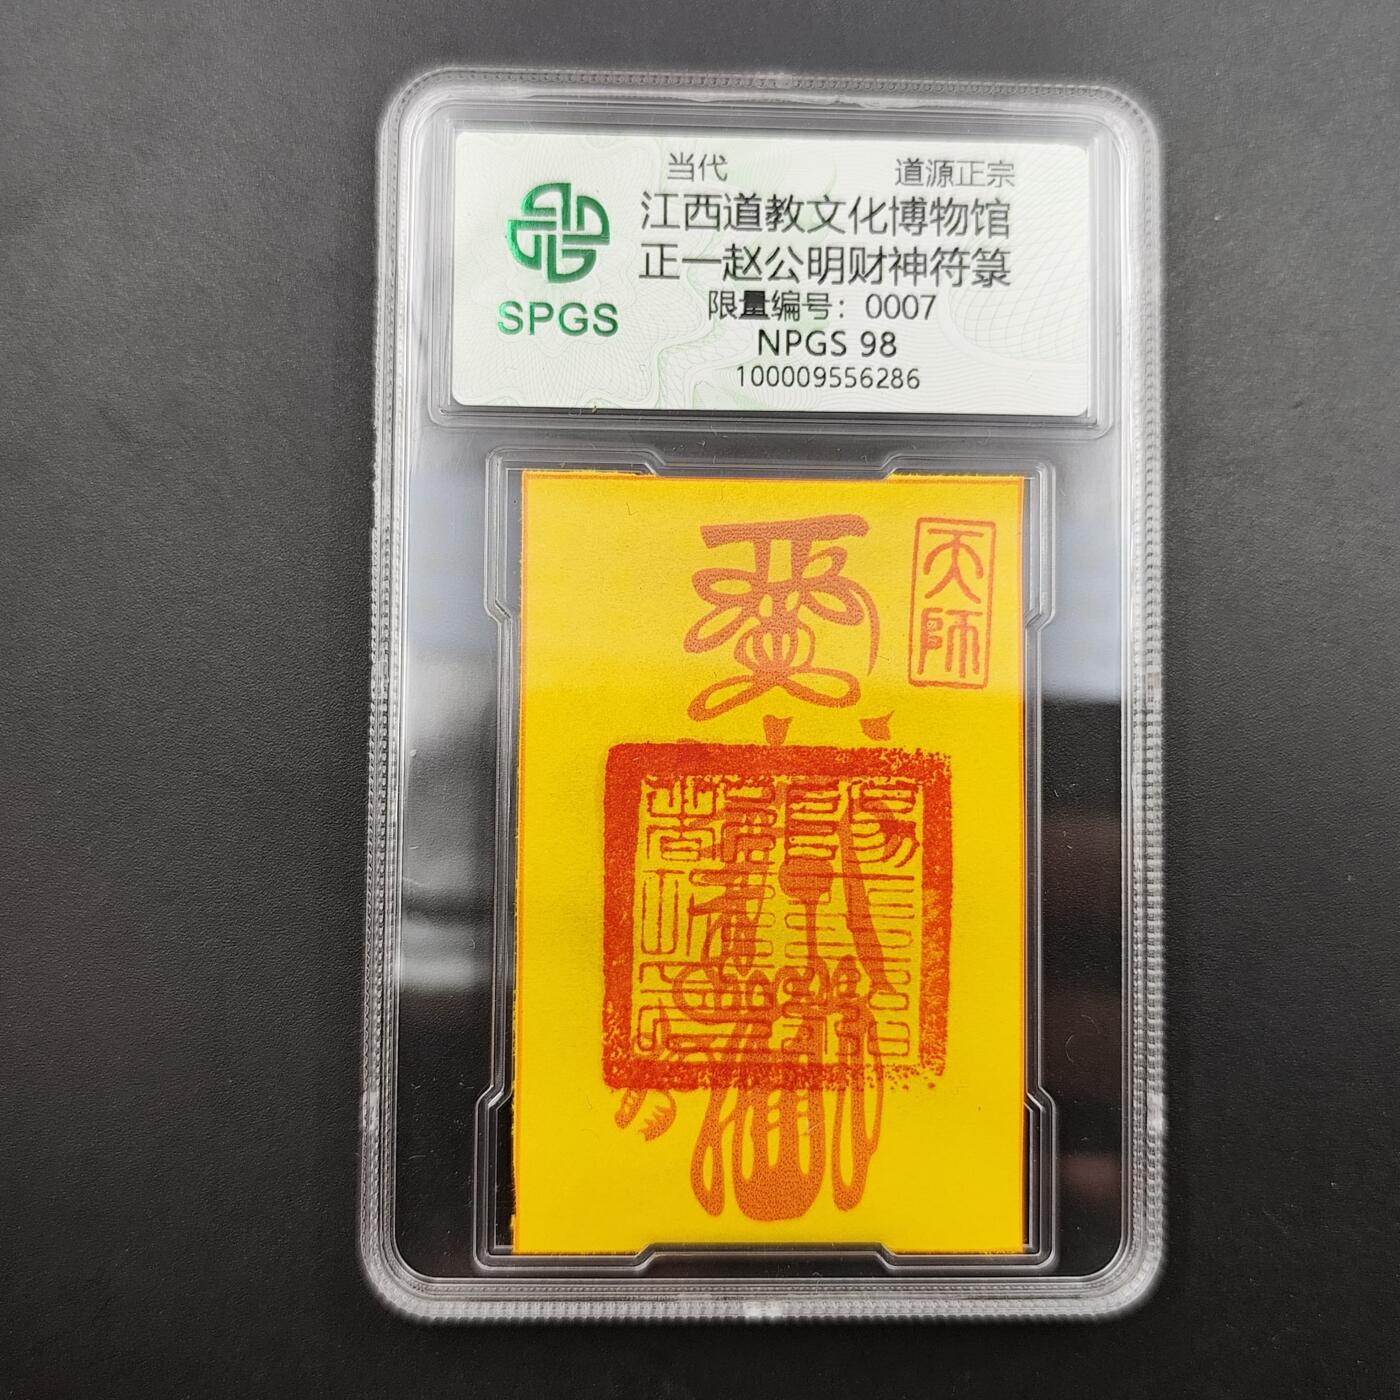 当代 道源正宗
江西道教文化博物馆
正一赵公明财神符箓
限量编号：0007
NPGS 98
100009556286
SPGS
天師